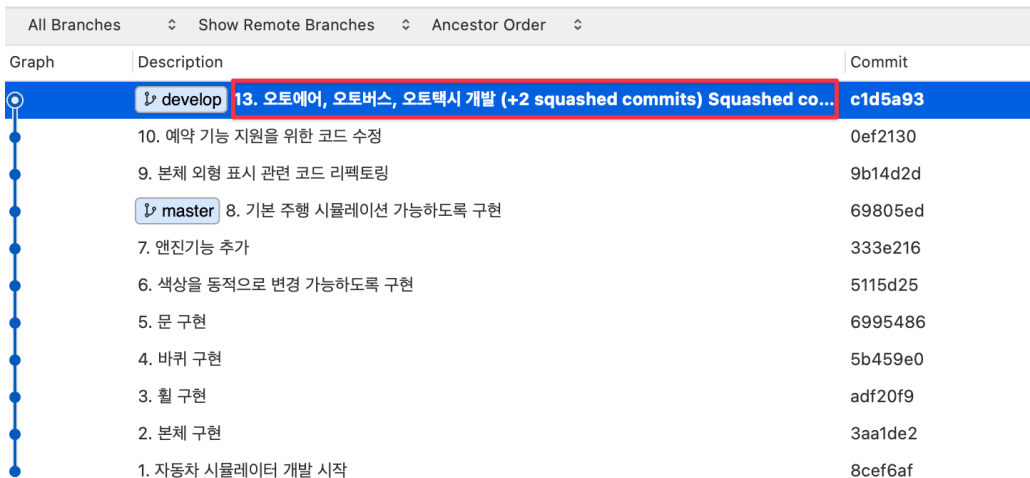 All Branches Show Remote Branches Ancestor Order
Graph Description Commit
develop 13. 오토에어, 오토버스, 오토택시 개발 (+2 squashed commits) Squashed co... c1d5a93
10. 예약 기능 지원을 위한 코드 수정 0ef2130
9. 본체 외형 표시 관련 코드 리펙토링 9b14d2d
master 8. 기본 주행 시뮬레이션 가능하도록 구현 69805ed
7. 앤진기능 추가 333e216
6. 색상을 동적으로 변경 가능하도록 구현 5115d25
5. 문 구현 6995486
4. 바퀴 구현 5b459e0
3. 휠 구현 adf20f9
2. 본체 구현 3aa1de2
1. 자동차 시뮬레이터 개발 시작 8cef6af